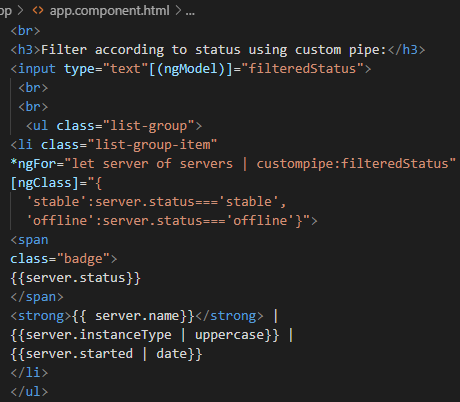 pp > <> app.component.html > ...
<br>
<h3>Filter according to status using custom pipe:</h3>
<input type="text"[(ngModel)]="filteredStatus">
<br>
<br>
<ul class="list-group">
<li class="list-group-item"
*ngFor="let server of servers | custompipe:filteredStatus"
[ngClass]="{
'stable':server.status==='stable',
'offline':server.status==='offline'}">
<span
class="badge">
{{server.status}}
</span>
<strong>{{ server.name}}</strong> |
{{server.instanceType | uppercase}} |
{{server.started | date}}
</li>
</ul>